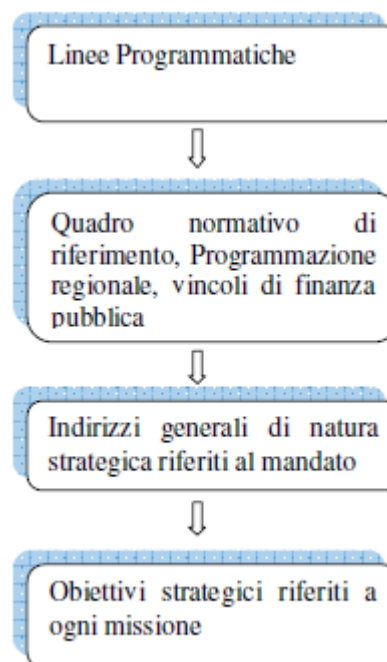 Linee Programmatiche
Quadro normativo di
riferimento, Programmazione
regionale, vincoli di finanza
pubblica
Indirizzi generali di natura
strategica riferiti al mandato
Obiettivi strategici riferiti a
ogni missione